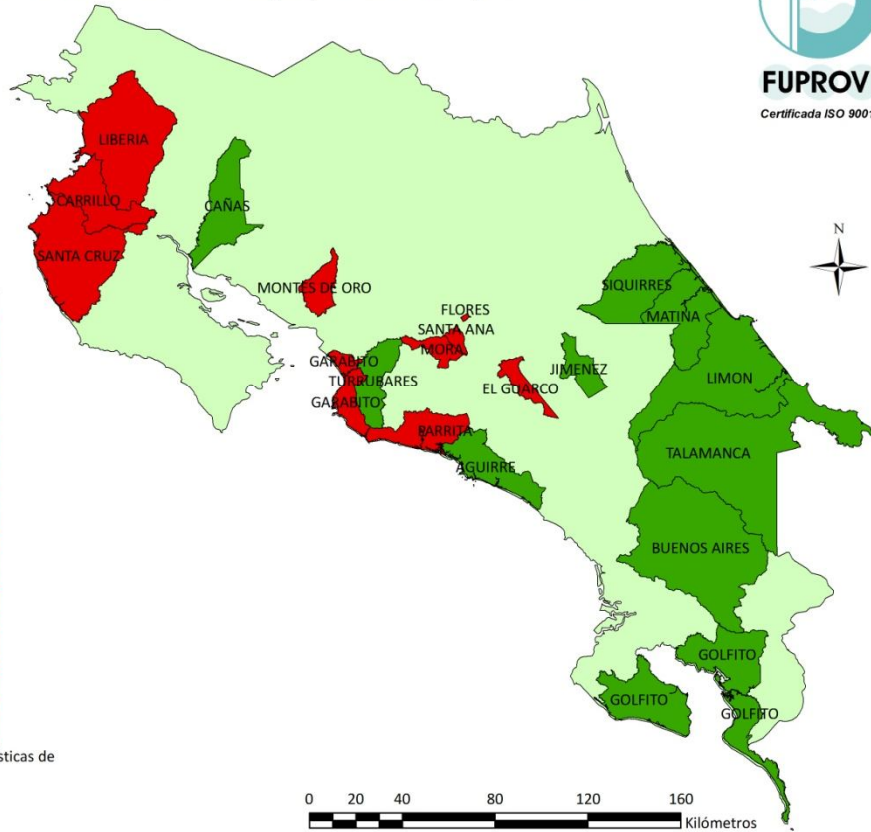 FUPROV
Certificada ISO 9001
LIBERIA
CARRILLO
CAÑAS
SANTA CRUZ
N
MONTES DE ORO
SIQUIRRES
FLORES
MATINA
SANTA ANA
MORA
GARABITO
TURRUBARES
JIMENEZ
LIMON
EL GUARCO
GARABITO
PARRITA
TALAMANCA
AGUIRRE
BUENOS AIRES
GOLFITO
GOLFITO
GOLFITO
sticas de
0 20 40 80 120 160
Kilómetros